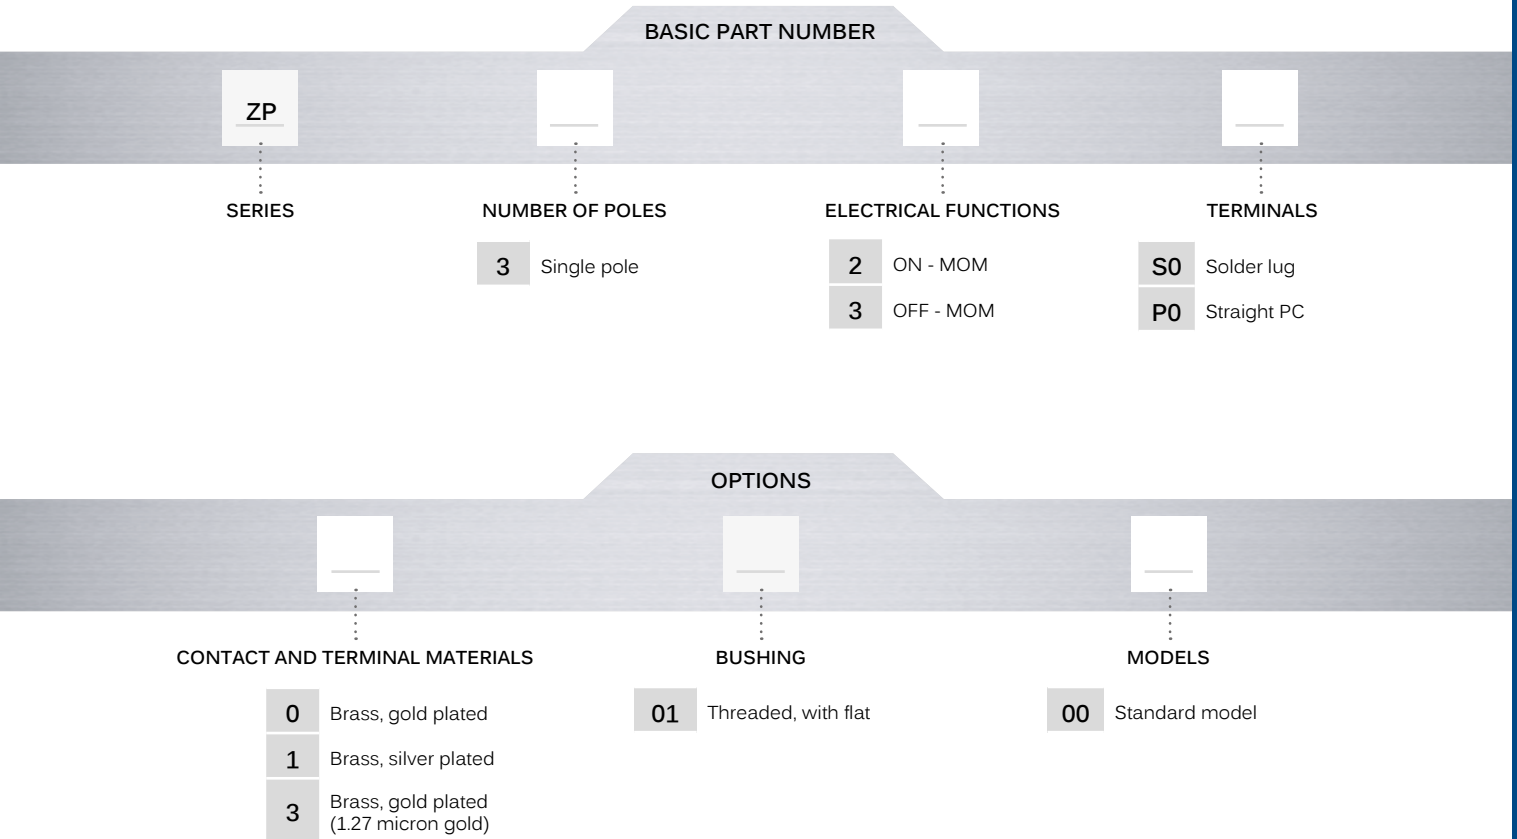 BASIC PART NUMBER
ZP
SERIES
NUMBER OF POLES
ELECTRICAL FUNCTIONS
TERMINALS
3 Single pole
2 ON - MOM
3 OFF - MOM
S0 Solder lug
P0 Straight PC
OPTIONS
CONTACT AND TERMINAL MATERIALS
BUSHING
MODELS
0 Brass, gold plated
1 Brass, silver plated
3 Brass, gold plated
(1.27 micron gold)
01 Threaded, with flat
00 Standard model